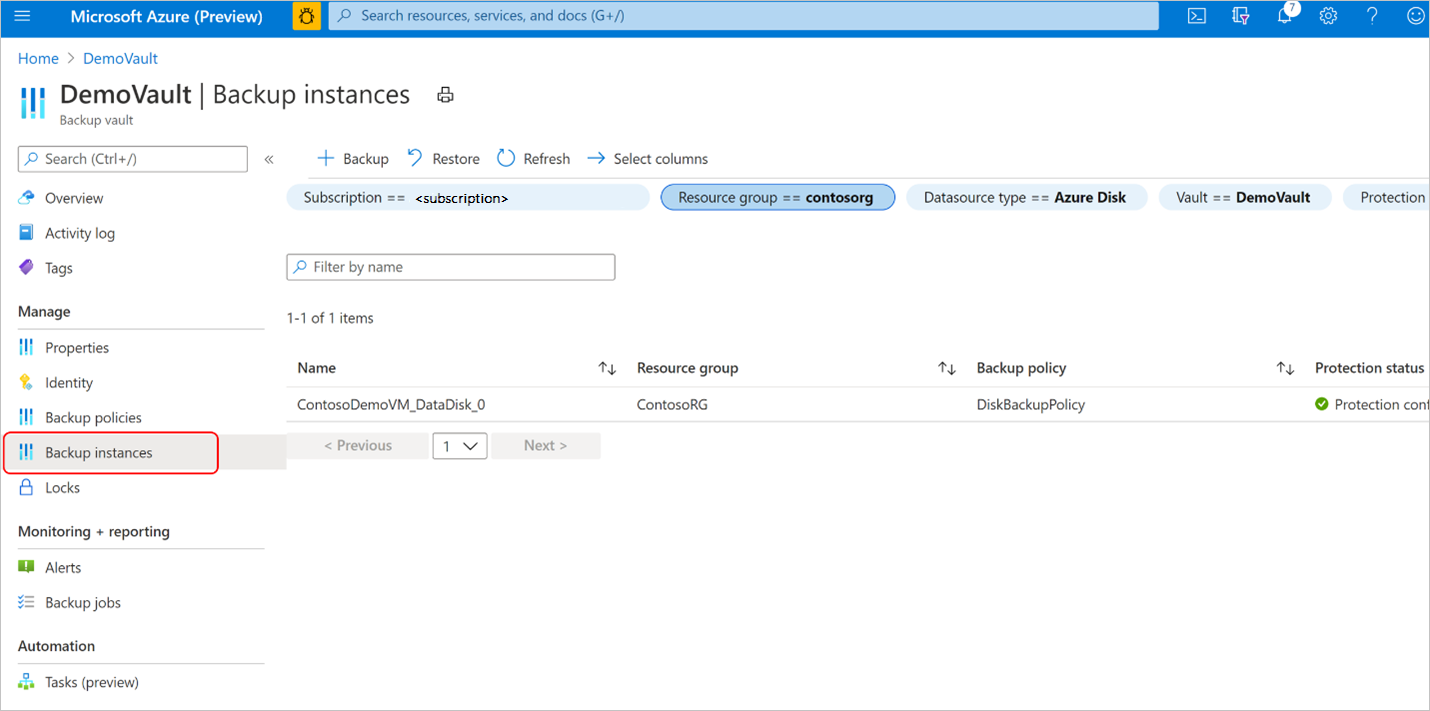 Microsoft Azure (Preview)
Search resources, services, and docs (G+/)
7
Home > DemoVault
DemoVault | Backup instances
Backup vault
Search (Ctrl+/)
«
Backup
Restore
Refresh
Select columns
Overview
Activity log
Tags
Manage
Properties
Identity
Backup policies
Backup instances
Locks
Monitoring + reporting
Alerts
Backup jobs
Automation
Tasks (preview)
Subscription == <subscription>
Resource group == contosorg
Datasource type == Azure Disk
Vault == DemoVault
Protection
Filter by name
1-1 of 1 items
Name
Resource group
Backup policy
Protection status
ContosoDemoVM_DataDisk_0
ContosoRG
DiskBackupPolicy
Protection conf
< Previous
1
Next >